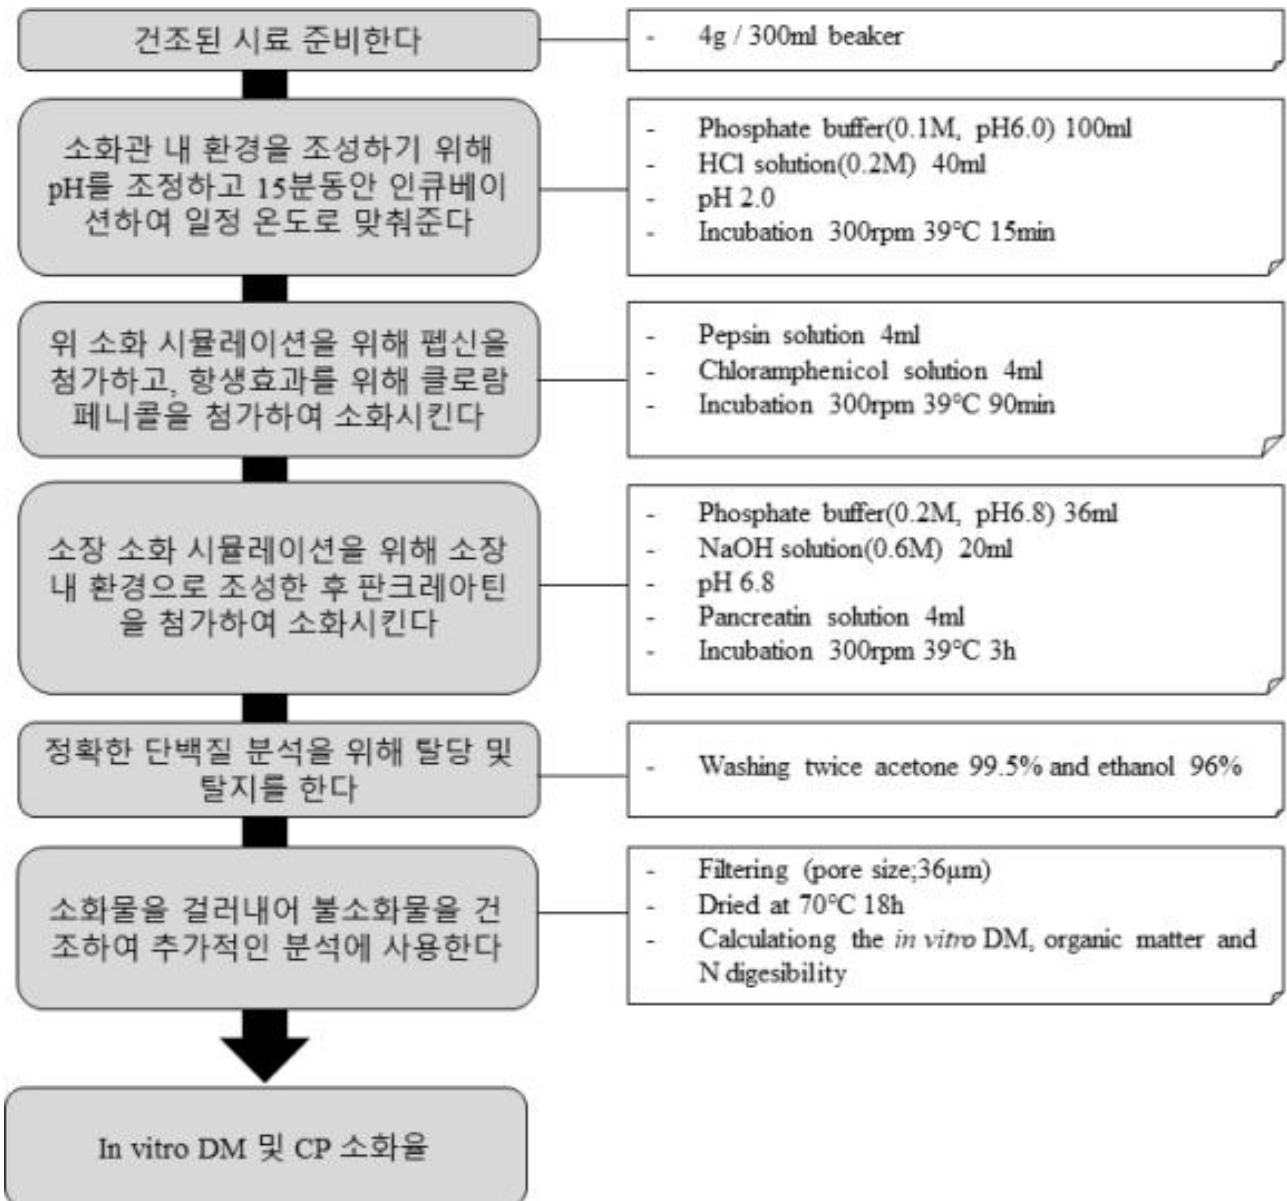 건조된 시료 준비한다
- 4g / 300ml beaker
소화관 내 환경을 조성하기 위해
pH를 조정하고 15분동안 인큐베이
션하여 일정 온도로 맞춰준다
- Phosphate buffer(0.1M, pH6.0) 100ml
- HCl solution(0.2M) 40ml
- pH 2.0
- Incubation 300rpm 39℃ 15min
위 소화 시뮬레이션을 위해 펩신을
첨가하고, 항생효과를 위해 클로람
페니콜을 첨가하여 소화시킨다
- Pepsin solution 4ml
- Chloramphenicol solution 4ml
- Incubation 300rpm 39℃ 90min
소장 소화 시뮬레이션을 위해 소장
내 환경으로 조성한 후 판크레아틴
을 첨가하여 소화시킨다
- Phosphate buffer(0.2M, pH6.8) 36ml
- NaOH solution(0.6M) 20ml
- pH 6.8
- Pancreatin solution 4ml
- Incubation 300rpm 39℃ 3h
정확한 단백질 분석을 위해 탈당 및
탈지를 한다
- Washing twice acetone 99.5% and ethanol 96%
소화물을 걸러내어 불소화물을 건
조하여 추가적인 분석에 사용한다
- Filtering (pore size;36μm)
- Dried at 70℃ 18h
- Calculationg the in vitro DM, organic matter and
N digesibility
In vitro DM 및 CP 소화율